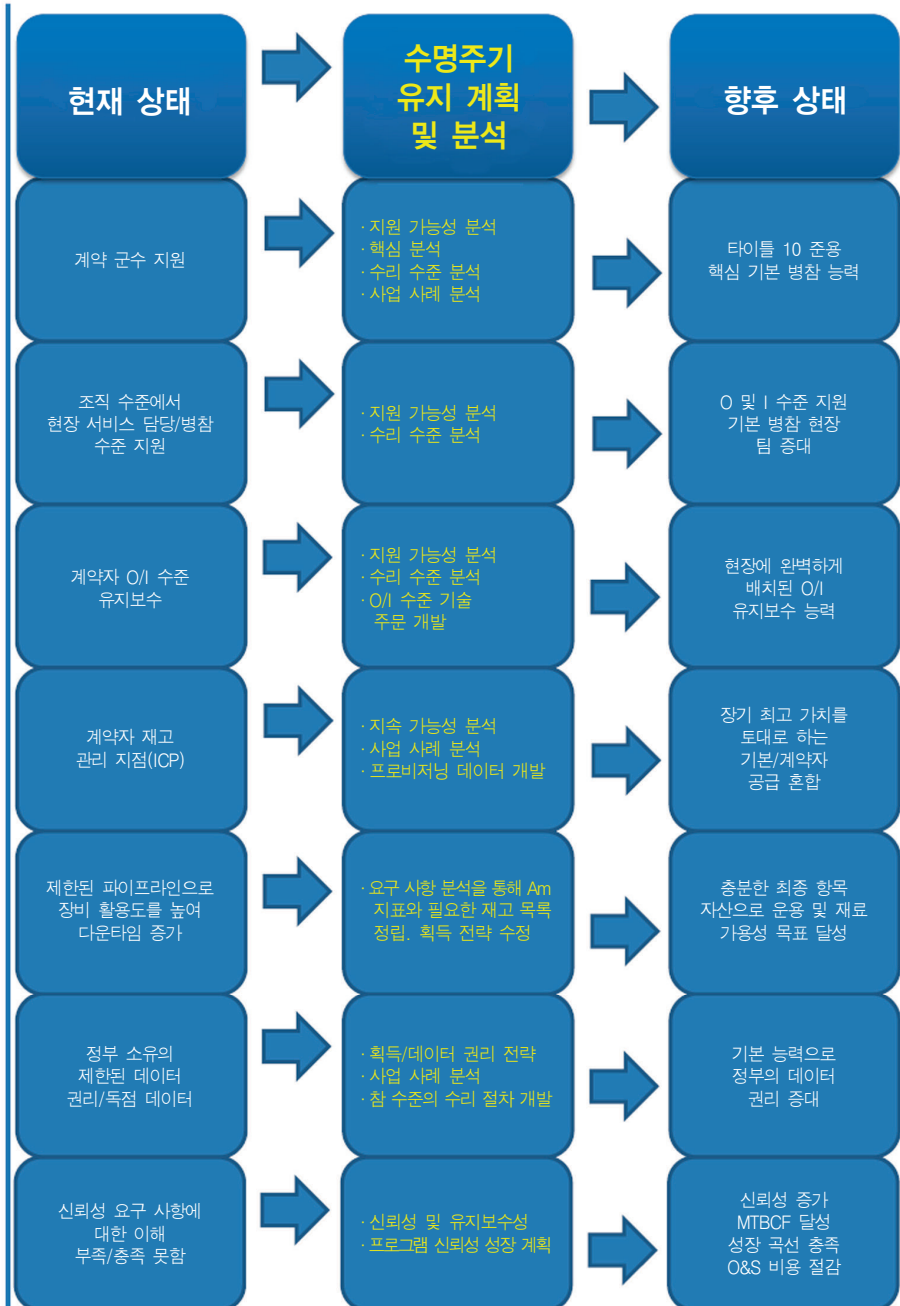 현재 상태
수명주기
유지 계획
및 분석
향후 상태
계약 군수 지원
· 지원 가능성 분석
· 핵심 분석
· 수리 수준 분석
· 사업 사례 분석
타이틀 10 준용
핵심 기본 병참 능력
조직 수준에서
현장 서비스 담당/병참
수준 지원
· 지원 가능성 분석
· 수리 수준 분석
O 및 I 수준 지원
기본 병참 현장
팀 증대
계약자 O/I 수준
유지보수
· 지원 가능성 분석
· 수리 수준 분석
· O/I 수준 기술
주문 개발
현장에 완벽하게
배치된 O/I
유지보수 능력
계약자 재고
관리 지점(ICP)
· 지속 가능성 분석
· 사업 사례 분석
· 프로비저닝 데이터 개발
장기 최고 가치를
토대로 하는
기본/계약자
공급 혼합
제한된 파이프라인으로
장비 활용도를 높여
다운타임 증가
· 요구 사항 분석을 통해 Am
지표와 필요한 재고 목록
정립. 획득 전략 수정
충분한 최종 항목
자산으로 운용 및 재료
가용성 목표 달성
정부 소유의
제한된 데이터
권리/독점 데이터
· 획득/데이터 권리 전략
· 사업 사례 분석
· 참 수준의 수리 절차 개발
기본 능력으로
정부의 데이터
권리 증대
신뢰성 요구 사항에
대한 이해
부족/충족 못함
· 신뢰성 및 유지보수성
· 프로그램 신뢰성 성장 계획
신뢰성 증가
MTBCF 달성
성장 곡선 충족
O&S 비용 절감